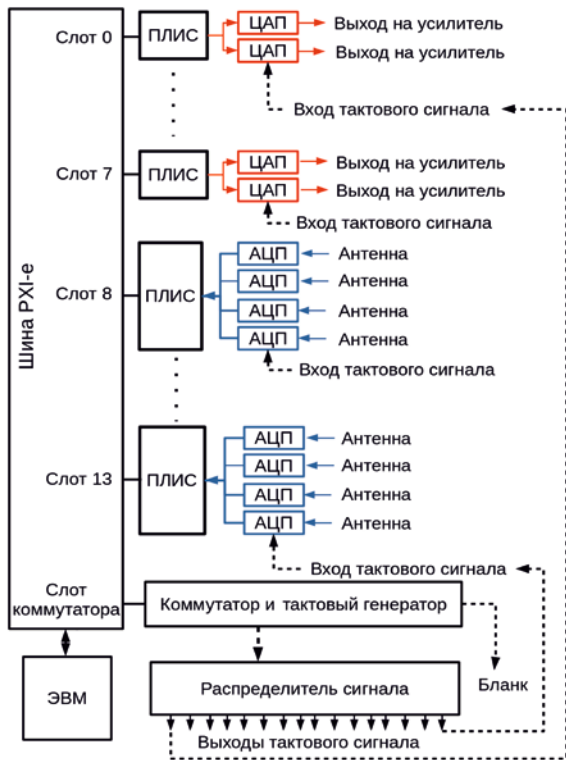 Шина PXI-e
Слот 0
ПЛИС
ЦАП
Выход на усилитель
ЦАП
Выход на усилитель
Вход тактового сигнала
Слот 7
ПЛИС
ЦАП
Выход на усилитель
ЦАП
Выход на усилитель
Вход тактового сигнала
Слот 8
ПЛИС
АЦП
Антенна
АЦП
Антенна
АЦП
Антенна
АЦП
Антенна
Вход тактового сигнала
Слот 13
ПЛИС
АЦП
Антенна
АЦП
Антенна
АЦП
Антенна
АЦП
Антенна
Вход тактового сигнала
Слот
коммутатора
Коммутатор и тактовый генератор
Бланк
ЭВМ
Распределитель сигнала
Выходы тактового сигнала